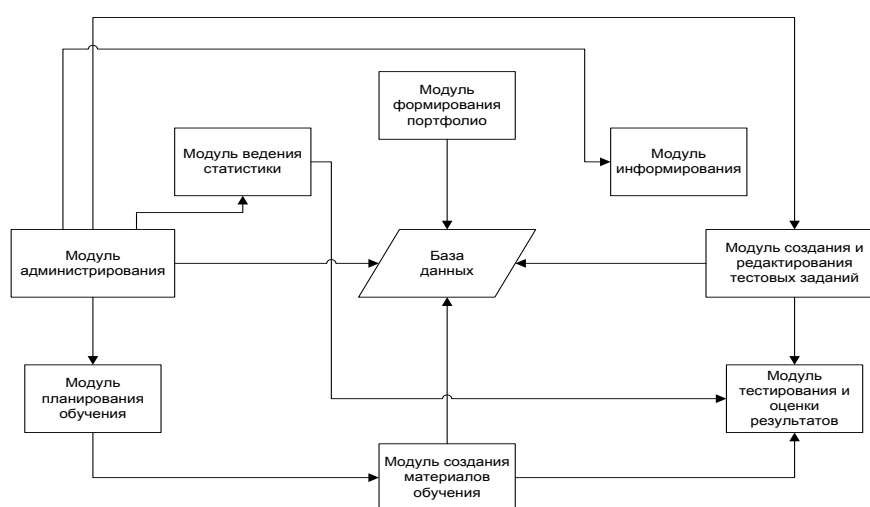 Модуль
формирования
портфолио
Модуль ведения
статистики
Модуль
информирования
Модуль
администрирования
База
данных
Модуль создания и
редактирования
тестовых заданий
Модуль
планирования
обучения
Модуль
тестирования и
оценки
результатов
Модуль создания
материалов
обучения